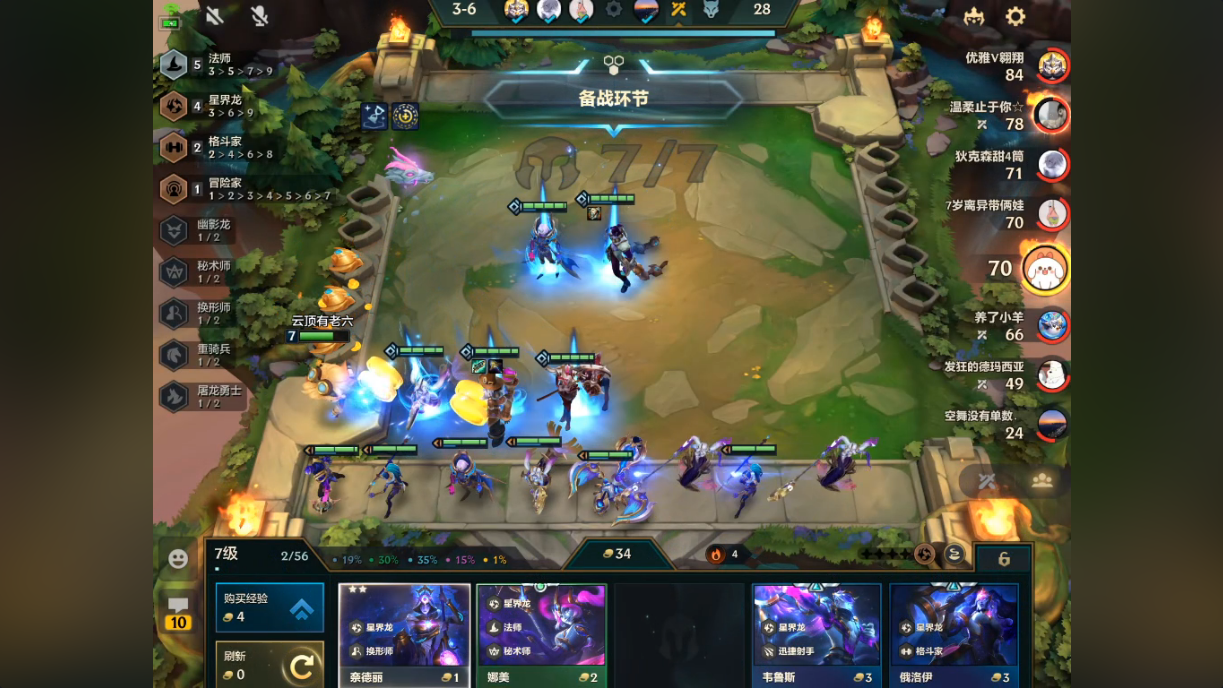 3-6
28
备战环节
7/7
5 法师
3 > 5 > 7 > 9
4 星界龙
3 > 6 > 9
2 格斗家
2 > 4 > 6 > 8
1 冒险家
1 > 2 > 3 > 4 > 5 > 6 > 7
幽影龙
1 / 2
秘术师
1 / 2
换形师
1 / 2
重骑兵
1 / 2
屠龙勇士
1 / 2
云顶有老六
7
优雅V翱翔
84
温柔止于你☆
78
狄克森甜4筒
71
7岁离异带俩娃
70
70
养了小羊
66
发狂的德玛西亚
49
空舞没有单数.
24
7级
2/56
19% 30% 35% 15% 1%
34
4
6
10
购买经验
4
刷新
0
星界龙
换形师
亲德丽 1
星界龙
法师
秘术师
娜美 2
星界龙
迅捷射手
韦鲁斯 3
星界龙
格斗家
俄洛伊 3